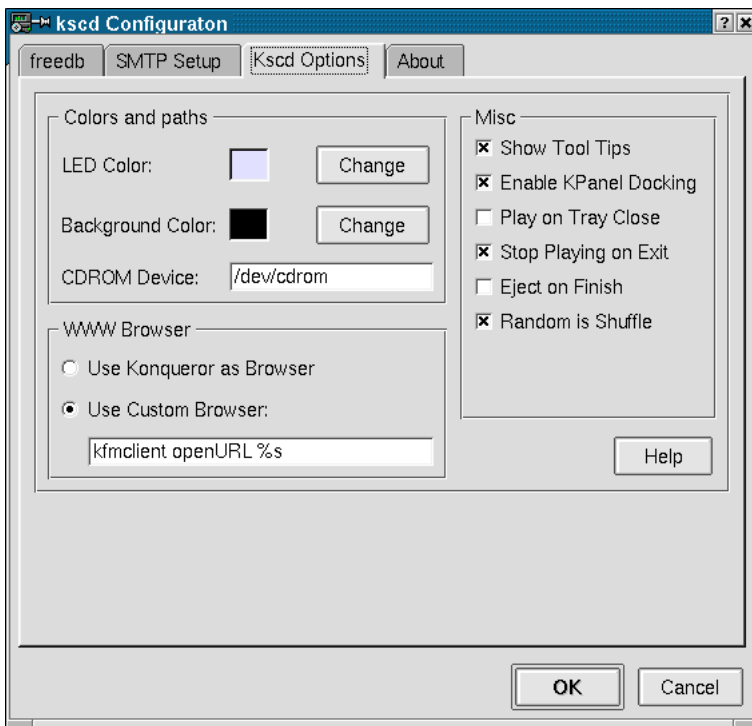 kscd Configuraton
freedb SMTP Setup Kscd Options About
Colors and paths
LED Color: Change
Background Color: Change
CDROM Device: /dev/cdrom
WWW Browser
Use Konqueror as Browser
Use Custom Browser:
kfmclient openURL %s
Misc
Show Tool Tips
Enable KPanel Docking
Play on Tray Close
Stop Playing on Exit
Eject on Finish
Random is Shuffle
Help
OK Cancel